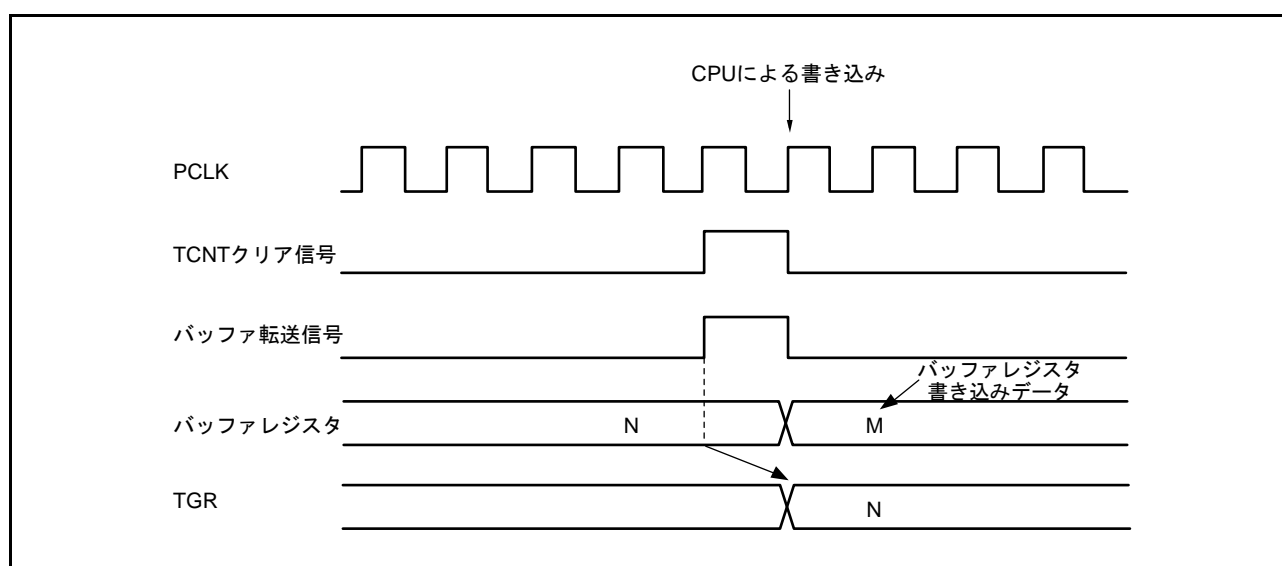 CPUによる書き込み
PCLK
TCNTクリア信号
バッファ転送信号
バッファレジスタ
書き込みデータ
バッファレジスタ
N
M
TGR
N